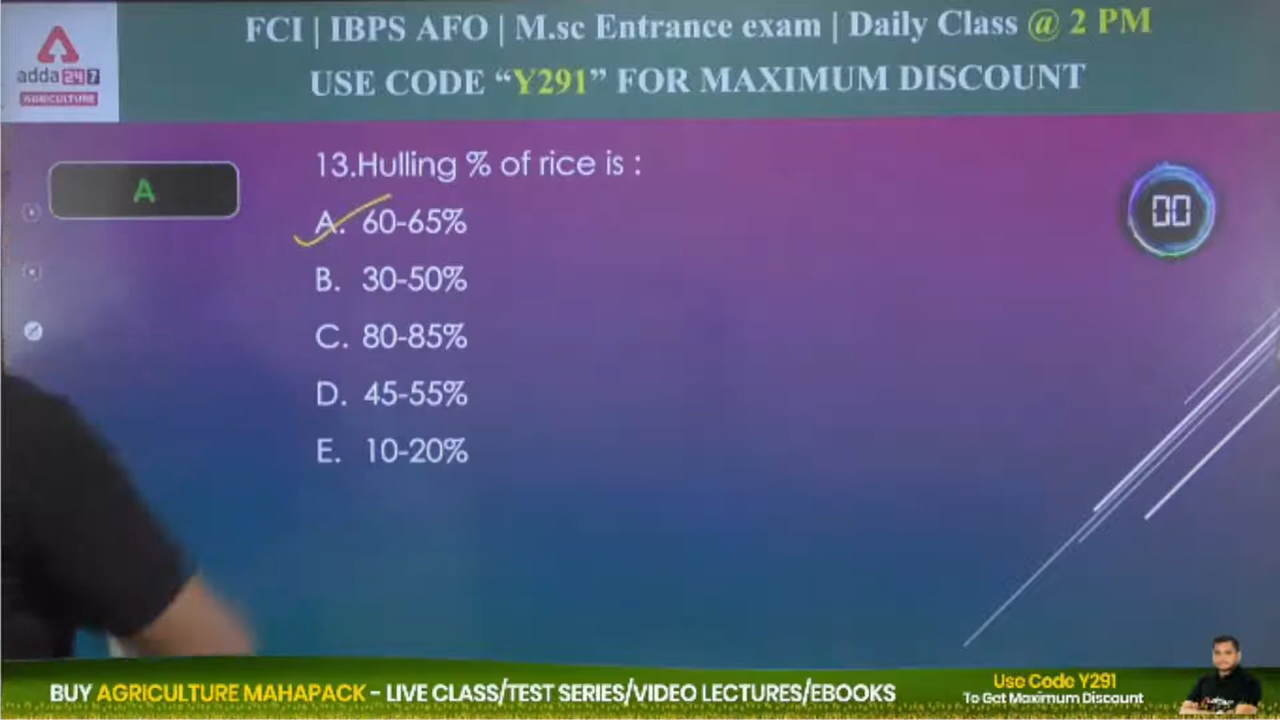 FCI | IBPS AFO | M.sc Entrance exam | Daily Class @ 2 PM
USE CODE “Y291” FOR MAXIMUM DISCOUNT
adda 247
AGRICULTURE
A
13.Hulling % of rice is :
A. 60-65%
B. 30-50%
C. 80-85%
D. 45-55%
E. 10-20%
00
BUY AGRICULTURE MAHAPACK - LIVE CLASS/TEST SERIES/VIDEO LECTURES/EBOOKS
Use Code Y291
To Get Maximum Discount